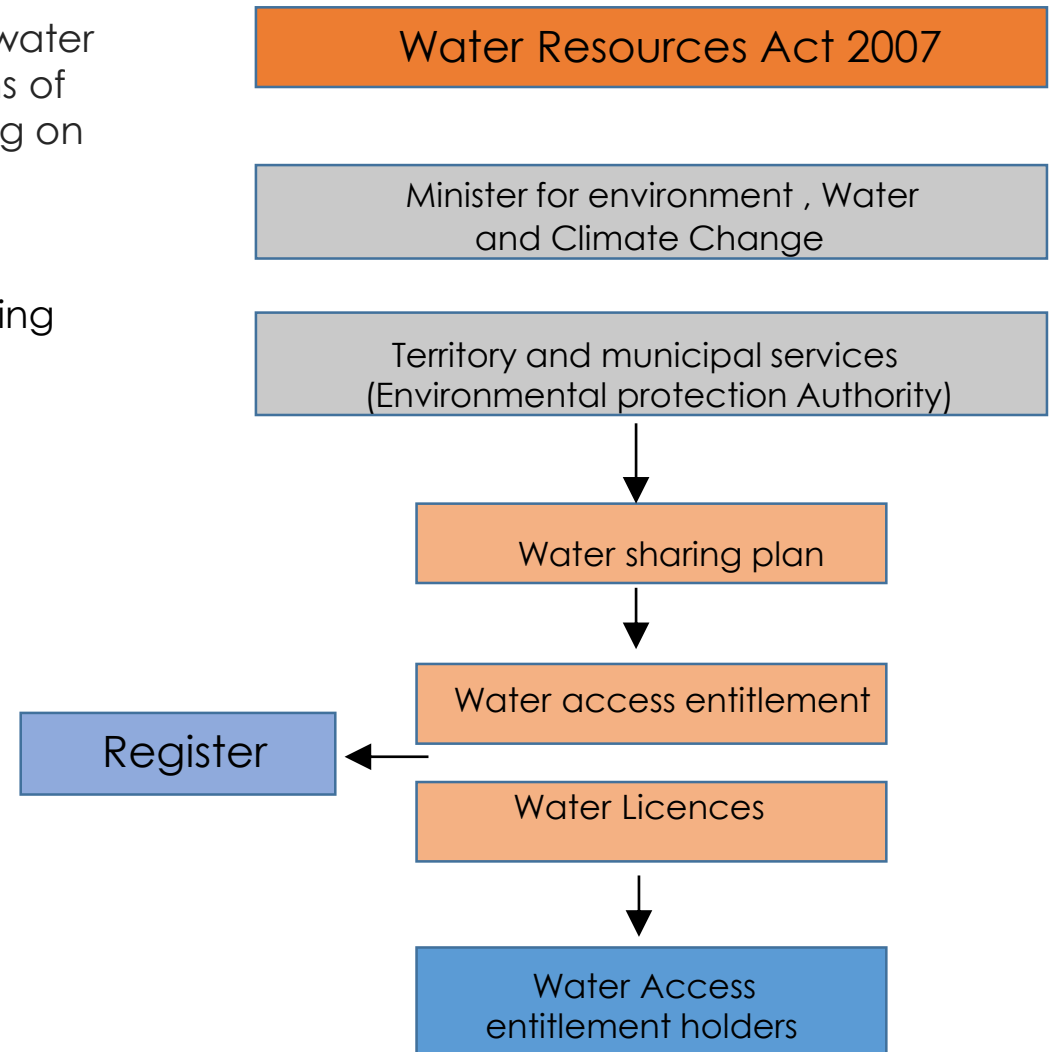 water
s of
g on
ing
Water Resources Act 2007
Minister for environment , Water
and Climate Change
Territory and municipal services
(Environmental protection Authority)
Water sharing plan
Water access entitlement
Register
Water Licences
Water Access
entitlement holders